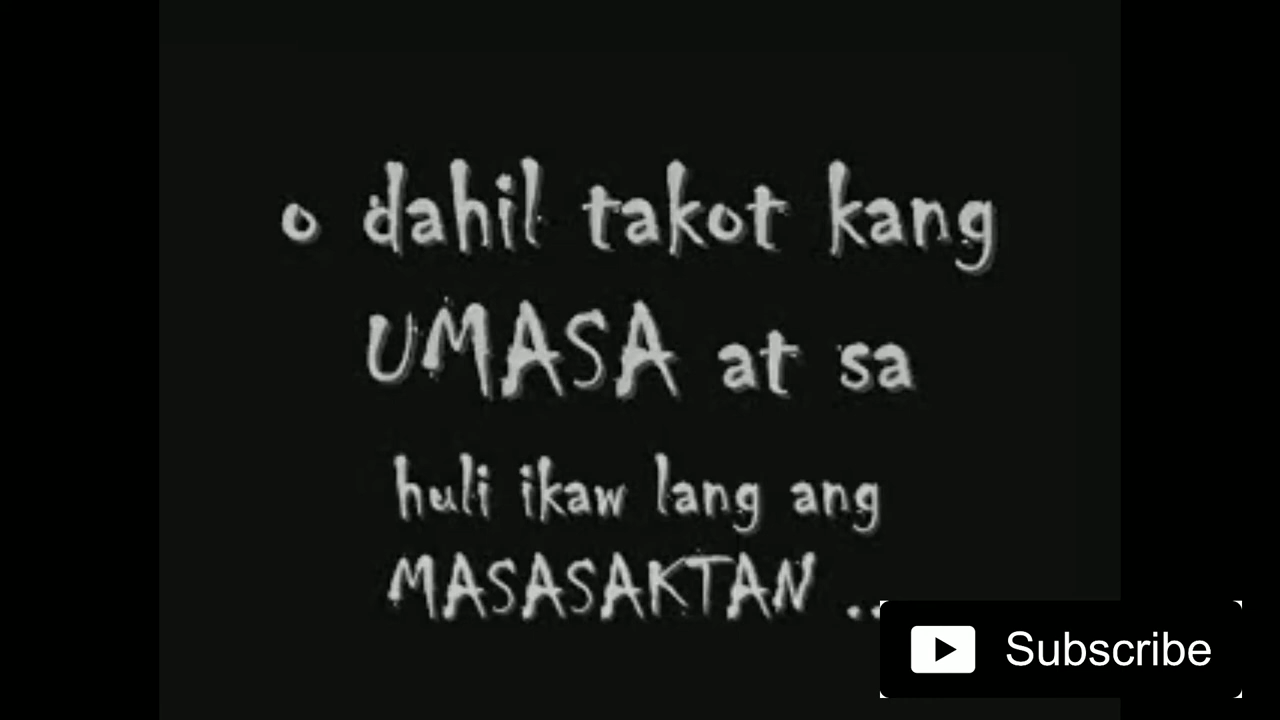 o dahil takot kang
UMASA at sa
huli ikaw lang ang
MASASAKTAN ..
Subscribe